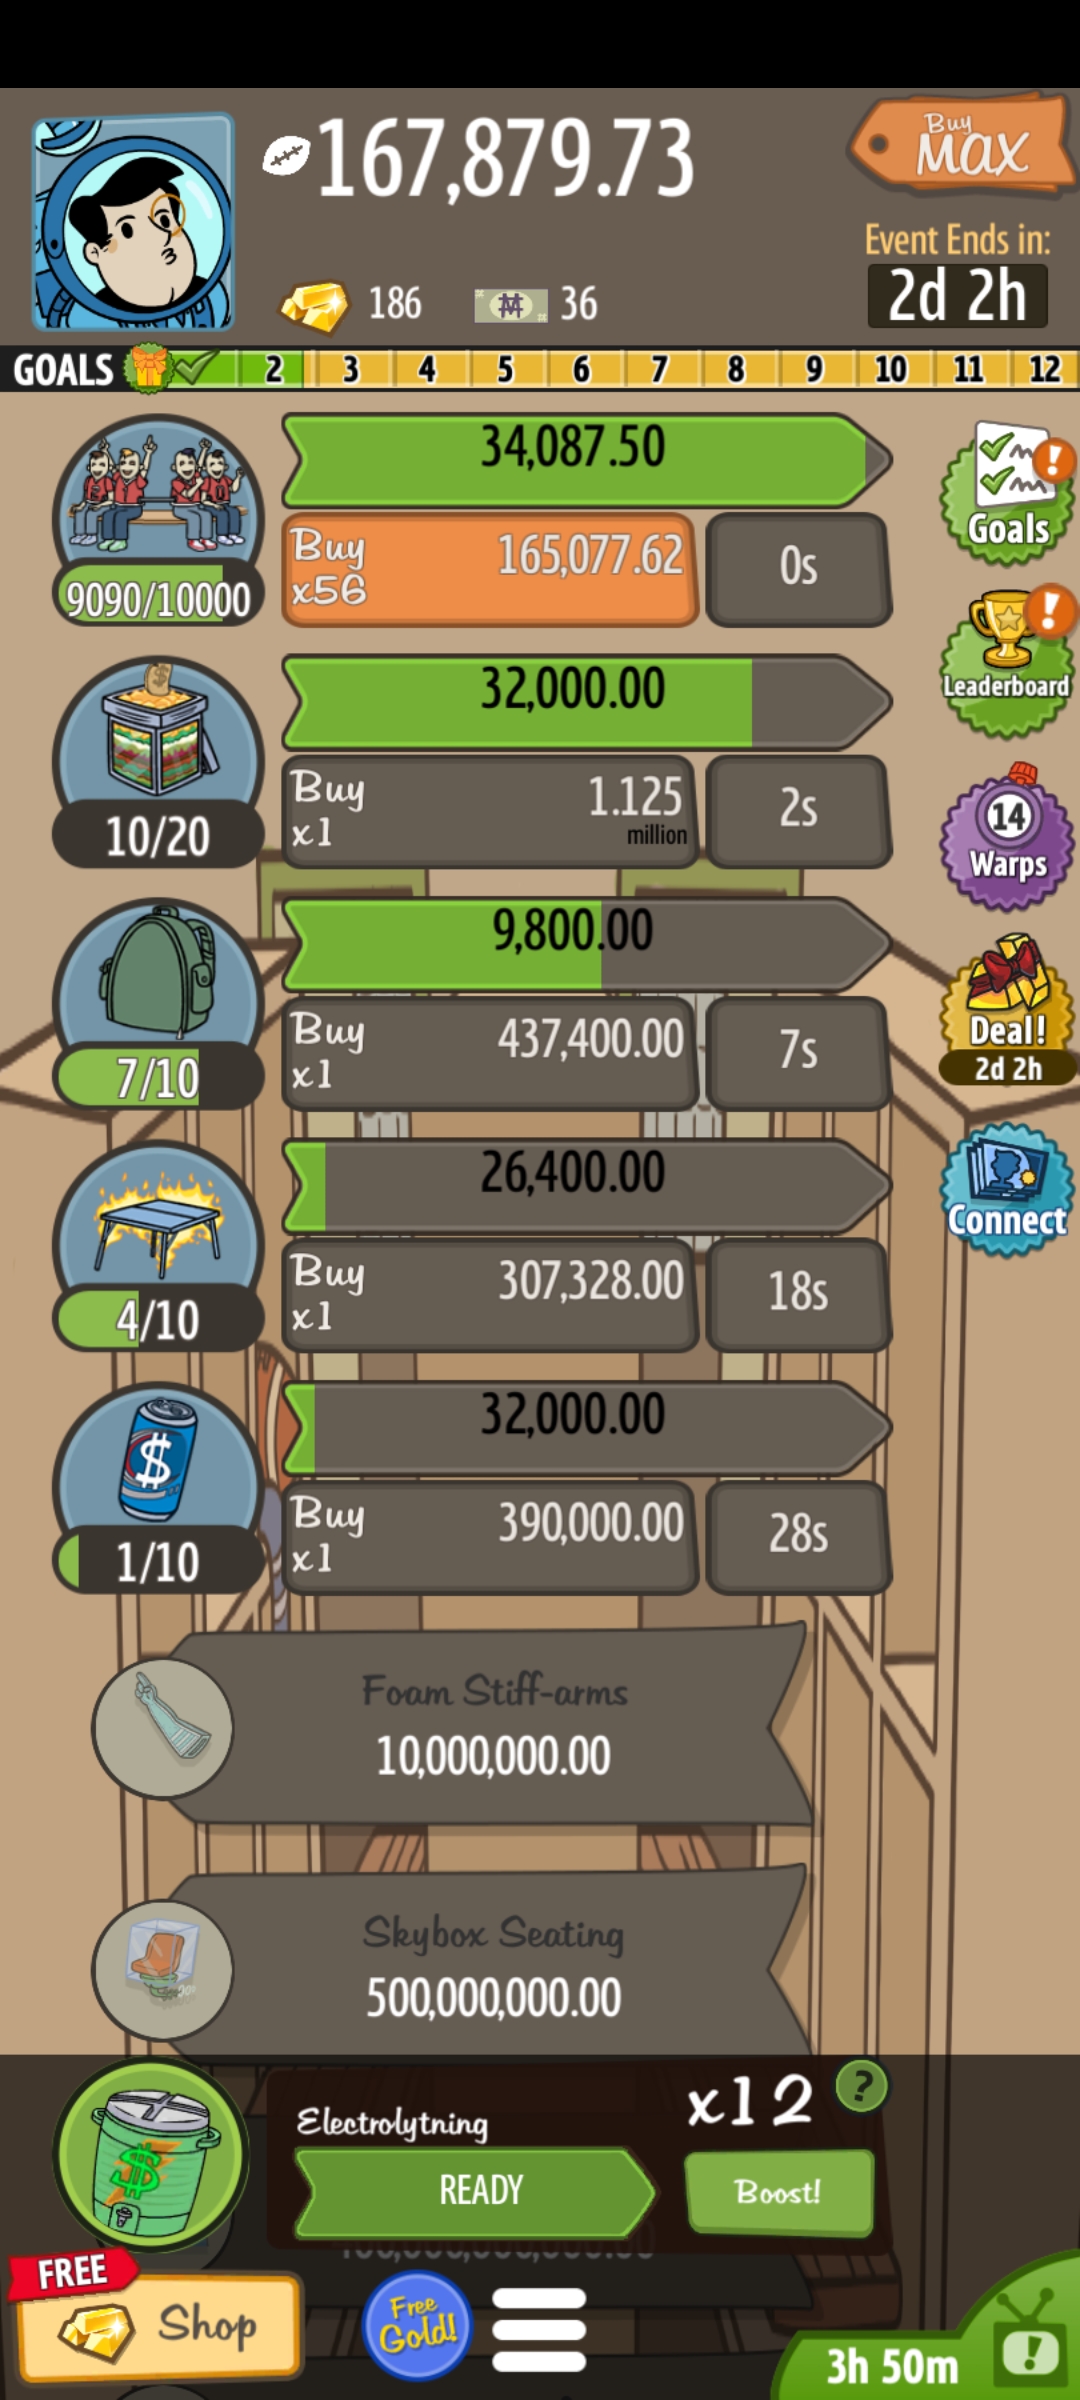 167,879.73
Buy
MAX
Event Ends in:
2d 2h
186
36
GOALS 2 3 4 5 6 7 8 9 10 11 12
34,087.50
Buy
x56
165,077.62
0s
9090/10000
Goals
32,000.00
Buy
x1
1.125
million
2s
10/20
Leaderboard
9,800.00
Buy
x1
437,400.00
7s
7/10
14
Warps
26,400.00
Buy
x1
307,328.00
18s
4/10
Deal!
2d 2h
32,000.00
Buy
x1
390,000.00
28s
1/10
Connect
Foam Stiff-arms
10,000,000.00
Skybox Seating
500,000,000.00
Electrolytning
x12
?
READY
Boost!
FREE
Shop
Free
Gold!
3h 50m